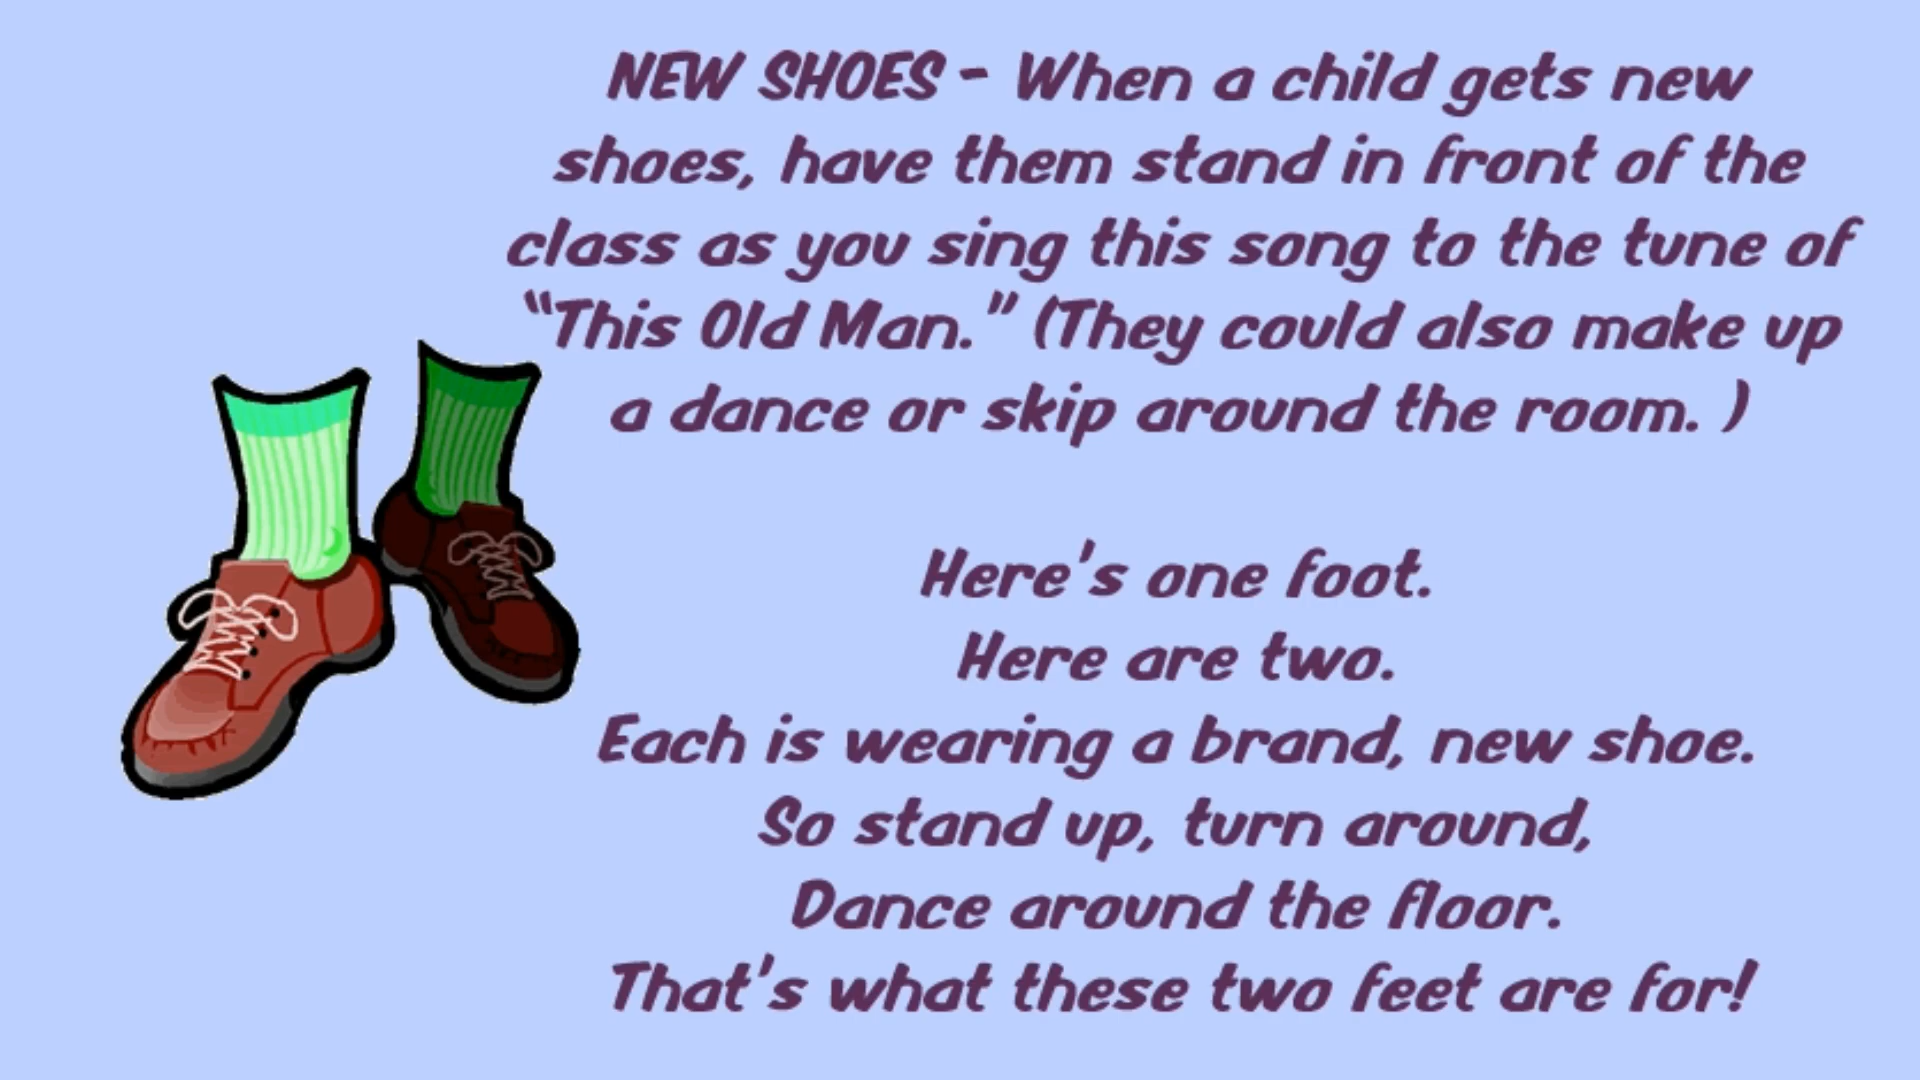 NEW SHOES - When a child gets new
shoes, have them stand in front of the
class as you sing this song to the tune of
“This Old Man.” (They could also make up
a dance or skip around the room. )
Here's one foot.
Here are two.
Each is wearing a brand, new shoe.
So stand up, turn around,
Dance around the floor.
That's what these two feet are for!